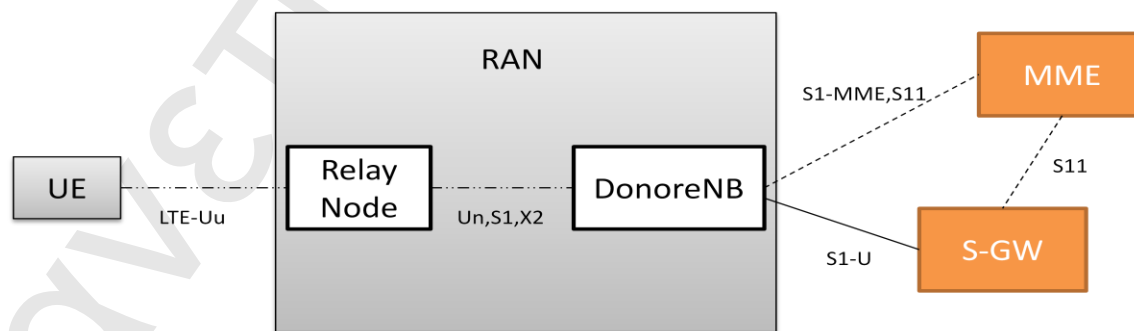 RAN
MME
S1-MME,S11
UE
LTE-Uu
Relay
Node
Un,S1,X2
DonoreNB
S11
S1-U
S-GW